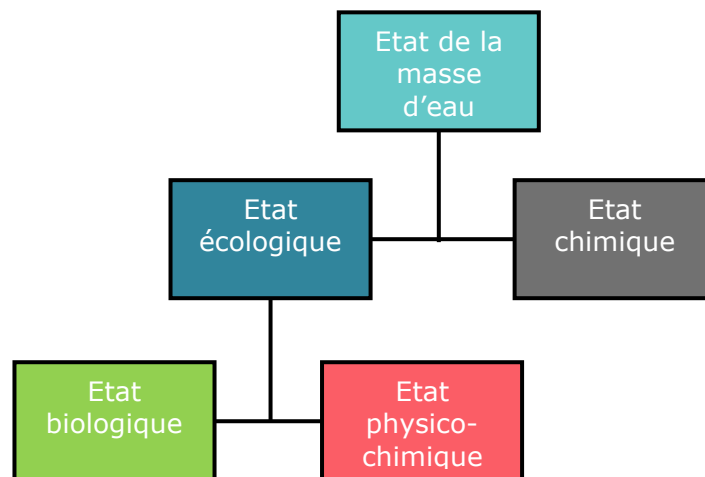 Etat de la
masse
d’eau
Etat
écologique
Etat
chimique
Etat
biologique
Etat
physico-
chimique